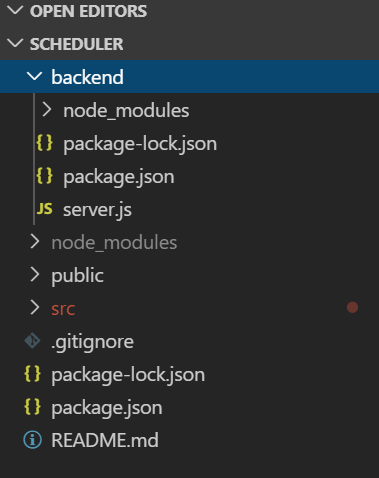 OPEN EDITORS
SCHEDULER
backend
node_modules
{} package-lock.json
{} package.json
JS server.js
node_modules
public
src
.gitignore
{} package-lock.json
{} package.json
README.md